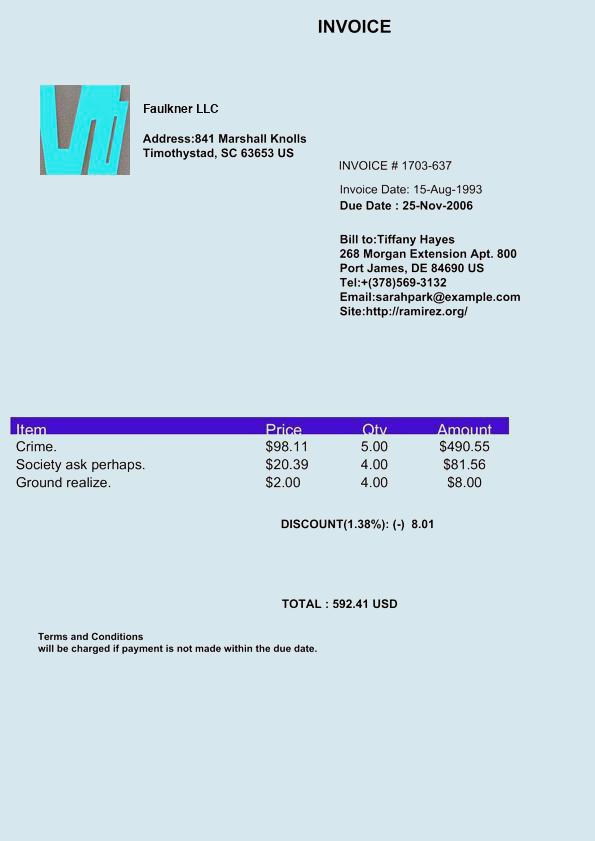 INVOICE
Faulkner LLC
Address:841 Marshall Knolls
Timothystad, SC 63653 US
INVOICE # 1703-637
Invoice Date: 15-Aug-1993
Due Date : 25-Nov-2006
Bill to:Tiffany Hayes
268 Morgan Extension Apt. 800
Port James, DE 84690 US
Tel:+(378)569-3132
Email:sarahpark@example.com
Site:http://ramirez.org/
Item Price Qty Amount
Crime. $98.11 5.00 $490.55
Society ask perhaps. $20.39 4.00 $81.56
Ground realize. $2.00 4.00 $8.00
DISCOUNT(1.38%): (-) 8.01
TOTAL : 592.41 USD
Terms and Conditions
will be charged if payment is not made within the due date.